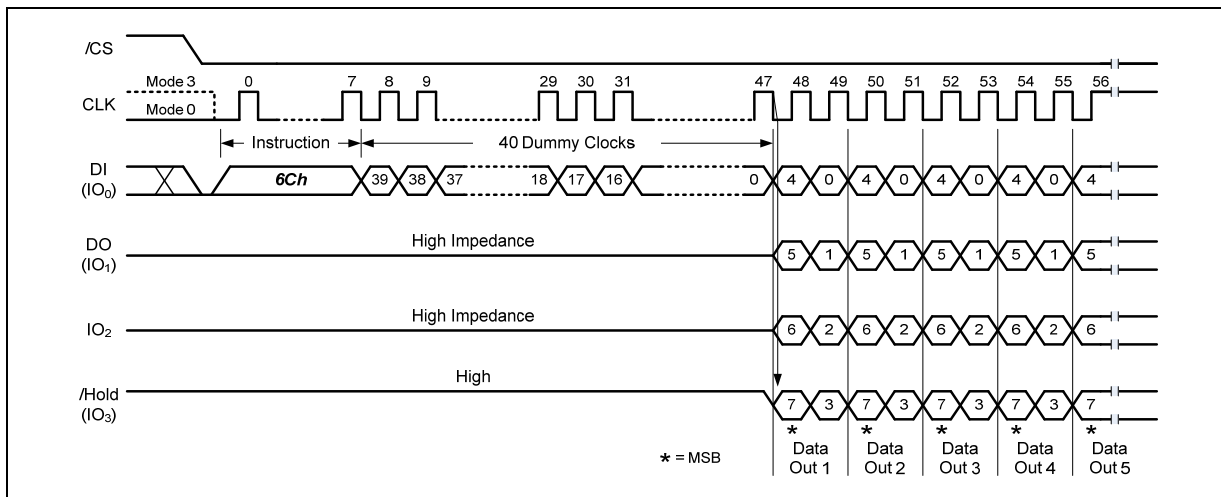 /CS
Mode 3 0 7 8 9 29 30 31 47 48 49 50 51 52 53 54 55 56
CLK Mode 0
Instruction 40 Dummy Clocks
DI
(IO₀) 6Ch 39 38 37 18 17 16 0 4 0 4 0 4 0 4 0 4
High Impedance
DO
(IO₁) 5 1 5 1 5 1 5 1 5
High Impedance
IO₂ 6 2 6 2 6 2 6 2 6
High
/Hold
(IO₃) 7 3 7 3 7 3 7 3 7
* * * * *
* = MSB
Data Out 1 Data Out 2 Data Out 3 Data Out 4 Data Out 5